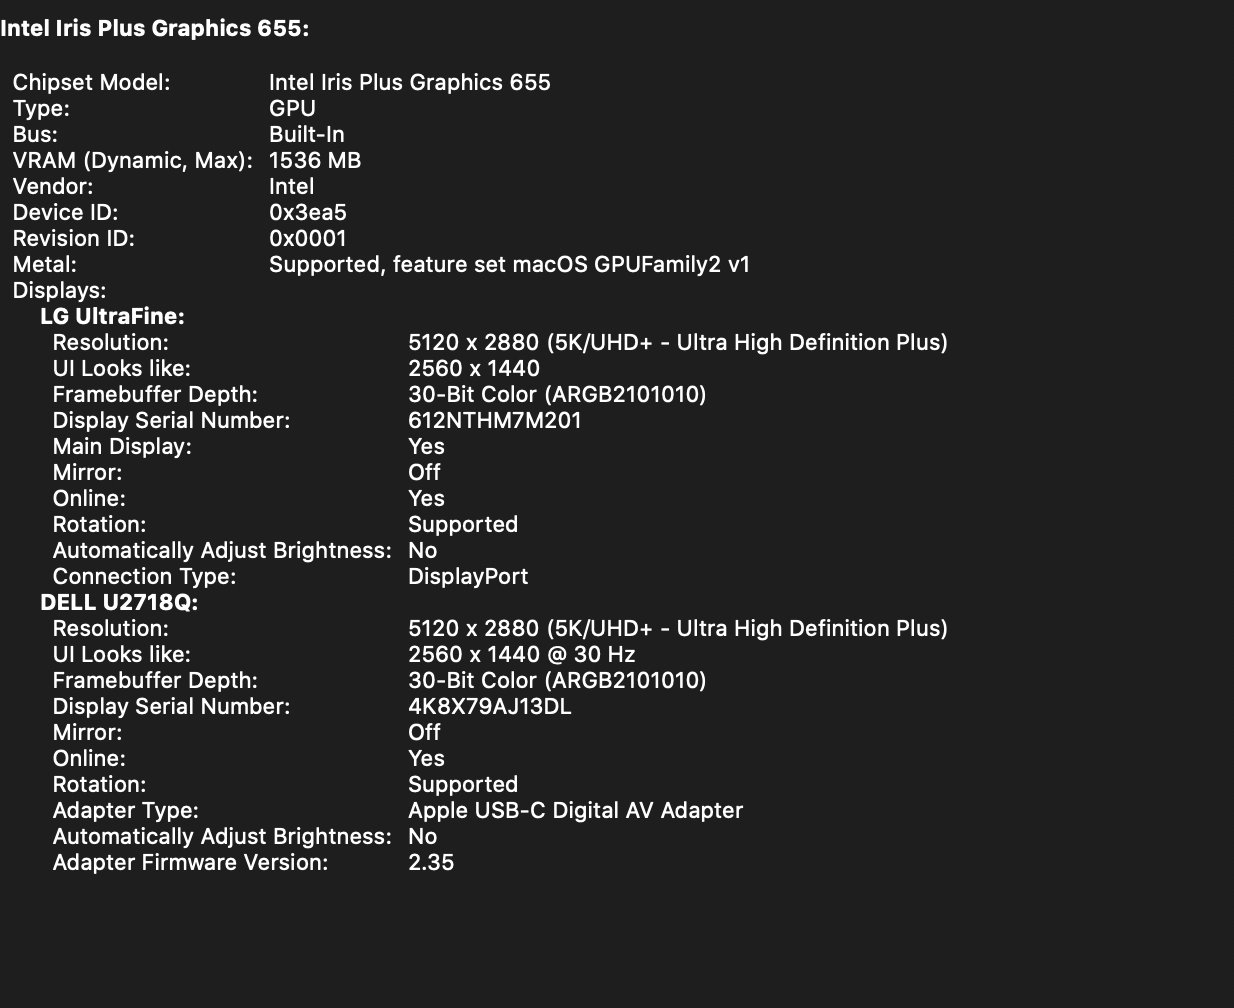 Intel Iris Plus Graphics 655:
Chipset Model: Intel Iris Plus Graphics 655
Type: GPU
Bus: Built-In
VRAM (Dynamic, Max): 1536 MB
Vendor: Intel
Device ID: 0x3ea5
Revision ID: 0x0001
Metal: Supported, feature set macOS GPUFamily2 v1
Displays:
LG UltraFine:
Resolution: 5120 x 2880 (5K/UHD+ - Ultra High Definition Plus)
UI Looks like: 2560 x 1440
Framebuffer Depth: 30-Bit Color (ARGB2101010)
Display Serial Number: 612NTHM7M201
Main Display: Yes
Mirror: Off
Online: Yes
Rotation: Supported
Automatically Adjust Brightness: No
Connection Type: DisplayPort
DELL U2718Q:
Resolution: 5120 x 2880 (5K/UHD+ - Ultra High Definition Plus)
UI Looks like: 2560 x 1440 @ 30 Hz
Framebuffer Depth: 30-Bit Color (ARGB2101010)
Display Serial Number: 4K8X79AJ13DL
Mirror: Off
Online: Yes
Rotation: Supported
Adapter Type: Apple USB-C Digital AV Adapter
Automatically Adjust Brightness: No
Adapter Firmware Version: 2.35